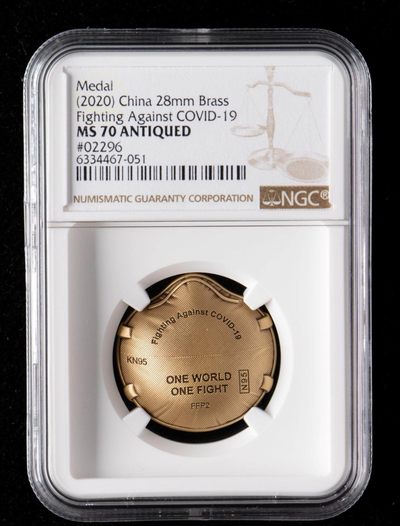 Medal
(2020) China 28mm Brass
Fighting Against COVID-19
MS 70 ANTIQUED
#02296
6334467-051
NUMISMATIC GUARANTY CORPORATION NGC®
Fighting Against COVID-19
KN95
ONE WORLD
ONE FIGHT
N95
FFP2